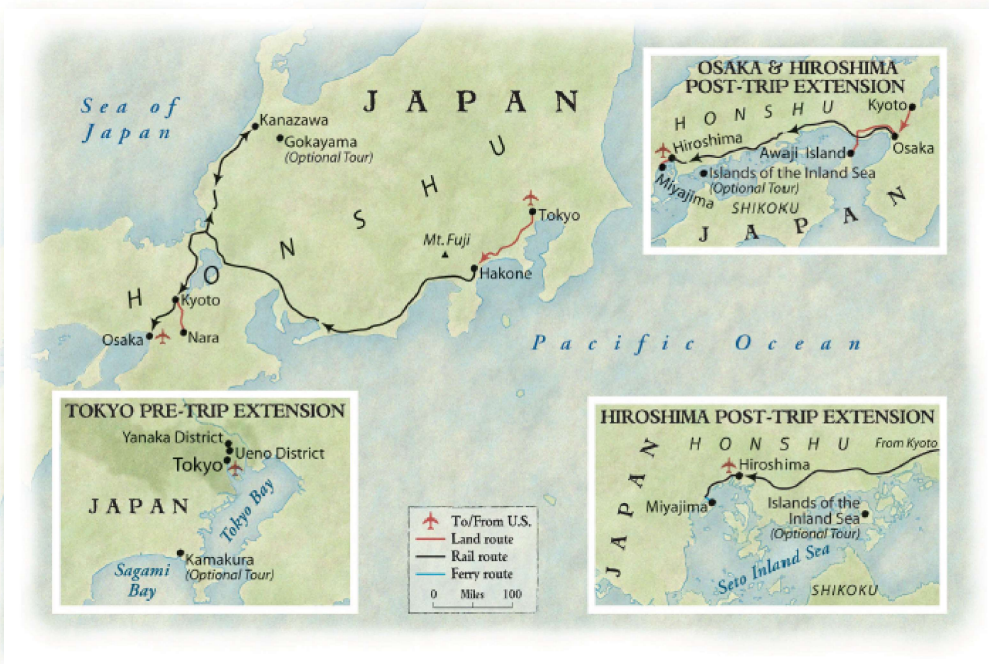 Sea of
Japan
JAPAN
HONSHU
Kanazawa
Gokayama
(Optional Tour)
Tokyo
Mt. Fuji
Hakone
Kyoto
Osaka
Nara
Pacific Ocean
OSAKA & HIROSHIMA
POST-TRIP EXTENSION
HONSHU
Kyoto
Hiroshima
Osaka
Awaji Island
Miyajima
Islands of the Inland Sea
(Optional Tour)
SHIKOKU
JAPAN
TOKYO PRE-TRIP EXTENSION
Yanaka District
Ueno District
Tokyo
JAPAN
Tokyo Bay
Kamakura
(Optional Tour)
Sagami
Bay
To/From U.S.
Land route
Rail route
Ferry route
0 Miles 100
HIROSHIMA POST-TRIP EXTENSION
HONSHU
From Kyoto
JAPAN
Hiroshima
Miyajima
Islands of the
Inland Sea
(Optional Tour)
Seto Inland Sea
SHIKOKU